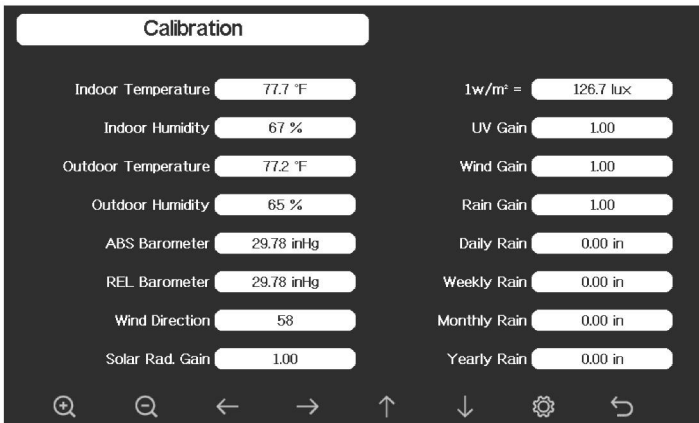 Calibration
Indoor Temperature 77.7 °F
Indoor Humidity 67 %
Outdoor Temperature 77.2 °F
Outdoor Humidity 65 %
ABS Barometer 29.78 inHg
REL Barometer 29.78 inHg
Wind Direction 58
Solar Rad. Gain 1.00
1w/m² = 126.7 lux
UV Gain 1.00
Wind Gain 1.00
Rain Gain 1.00
Daily Rain 0.00 in
Weekly Rain 0.00 in
Monthly Rain 0.00 in
Yearly Rain 0.00 in